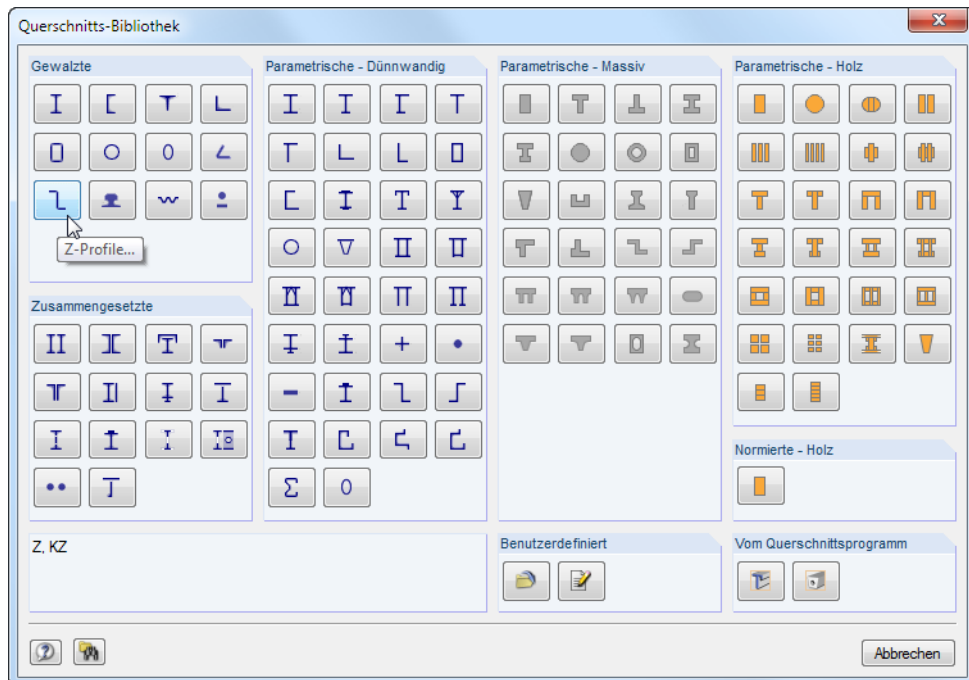 Querschnitts-Bibliothek
Gewalzte
Parametrische - Dünnwandig
Parametrische - Massiv
Parametrische - Holz
Z-Profile...
Zusammengesetzte
Normierte - Holz
Z, KZ
Benutzerdefiniert
Vom Querschnittsprogramm
Abbrechen